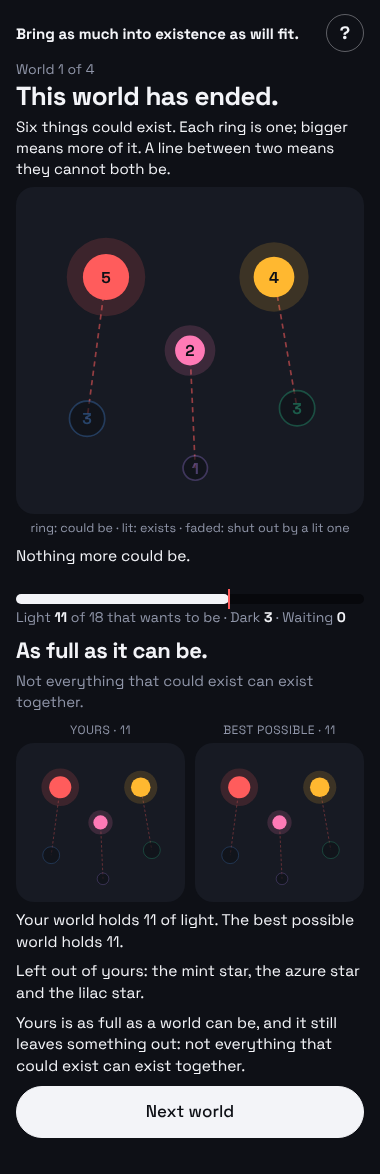 Bring as much into existence as will fit.
?
World 1 of 4
This world has ended.
Six things could exist. Each ring is one; bigger
means more of it. A line between two means
they cannot both be.
5
4
2
3
3
1
ring: could be · lit: exists · faded: shut out by a lit one
Nothing more could be.
Light 11 of 18 that wants to be · Dark 3 · Waiting 0
As full as it can be.
Not everything that could exist can exist
together.
YOURS · 11
BEST POSSIBLE · 11
Your world holds 11 of light. The best possible
world holds 11.
Left out of yours: the mint star, the azure star
and the lilac star.
Yours is as full as a world can be, and it still
leaves something out: not everything that
could exist can exist together.
Next world